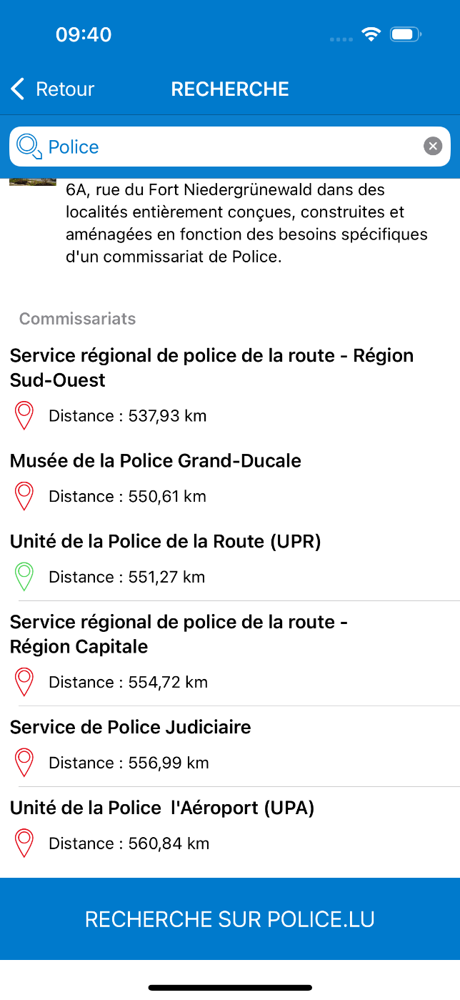 09:40
Retour
RECHERCHE
Police
6A, rue du Fort Niedergrünewald dans des
localités entièrement conçues, construites et
aménagées en fonction des besoins spécifiques
d'un commissariat de Police.
Commissariats
Service régional de police de la route - Région
Sud-Ouest
Distance : 537,93 km
Musée de la Police Grand-Ducale
Distance : 550,61 km
Unité de la Police de la Route (UPR)
Distance : 551,27 km
Service régional de police de la route -
Région Capitale
Distance : 554,72 km
Service de Police Judiciaire
Distance : 556,99 km
Unité de la Police  l'Aéroport (UPA)
Distance : 560,84 km
RECHERCHE SUR POLICE.LU